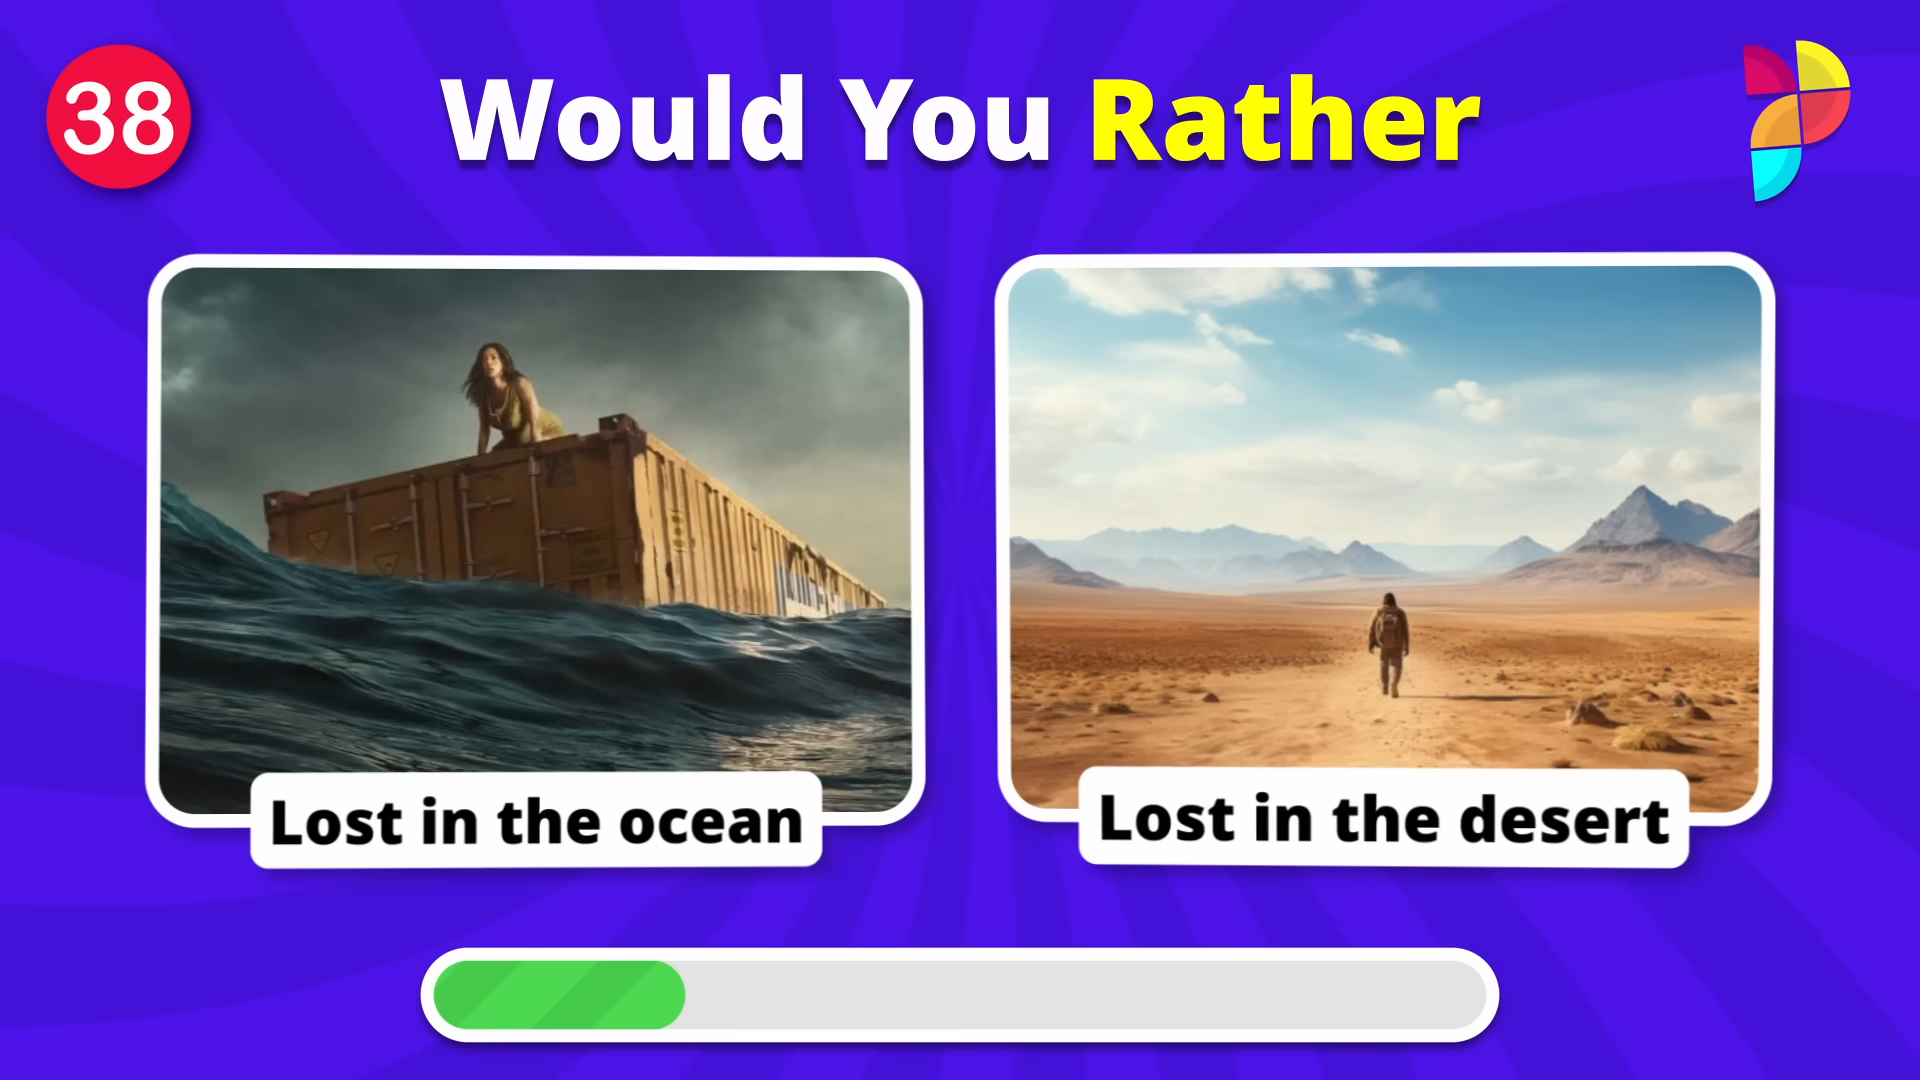 38
Would You Rather
Lost in the ocean
Lost in the desert